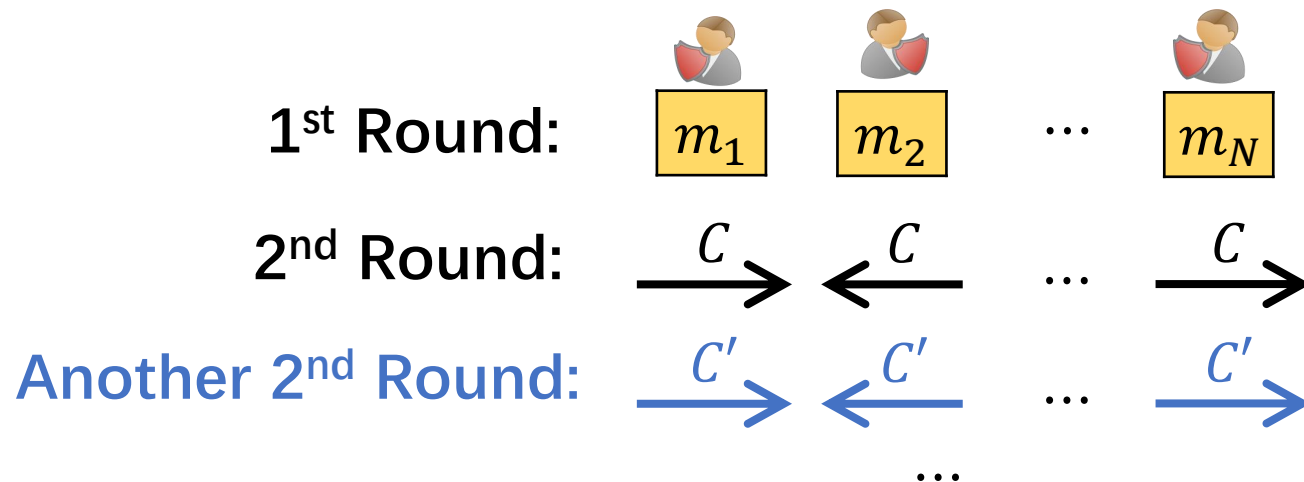 1st Round: m1 m2 ... mN
2nd Round: C C ... C
Another 2nd Round: C' C' ... C'
...